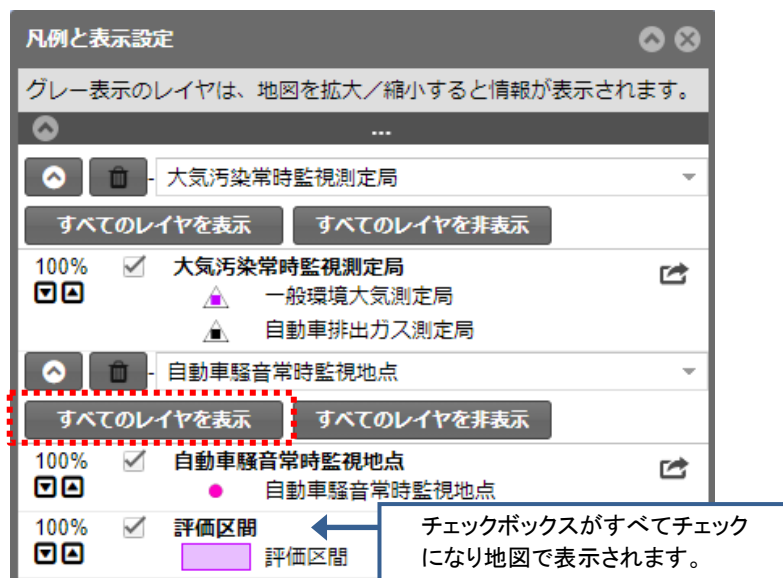 凡例と表示設定
グレー表示のレイヤは、地図を拡大／縮小すると情報が表示されます。
...
- 大気汚染常時監視測定局
すべてのレイヤを表示 すべてのレイヤを非表示
100% 大気汚染常時監視測定局
一般環境大気測定局
自動車排出ガス測定局
- 自動車騒音常時監視地点
すべてのレイヤを表示 すべてのレイヤを非表示
100% 自動車騒音常時監視地点
自動車騒音常時監視地点
100% 評価区間
評価区間
チェックボックスがすべてチェック
になり地図で表示されます。